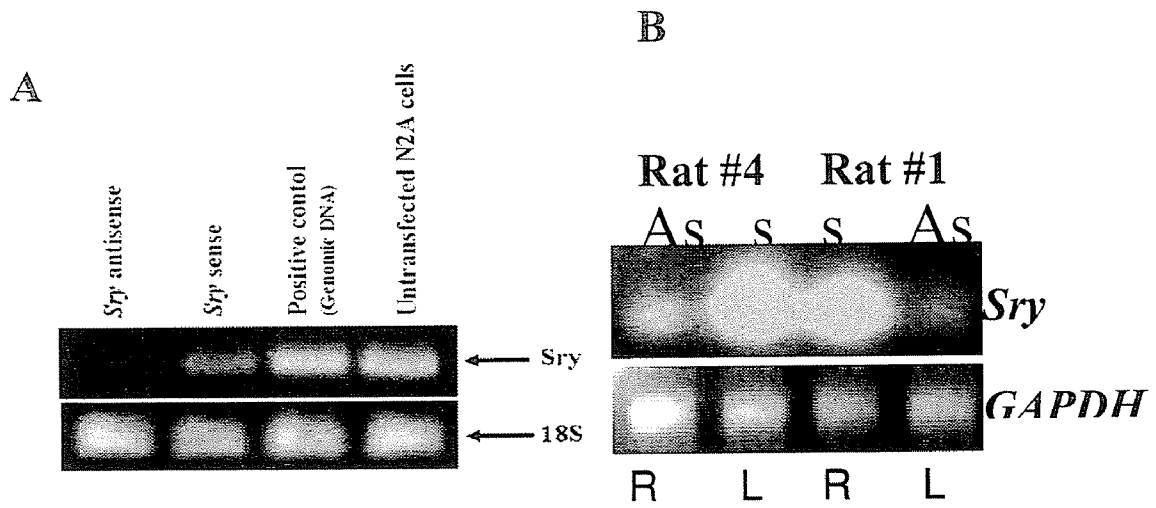 A
Sry antisense
Sry sense
Positive contol
(Genomic DNA)
Untransfected N2A cells
Sry
18S
B
Rat #4 Rat #1
As s s As
Sry
GAPDH
R L R L